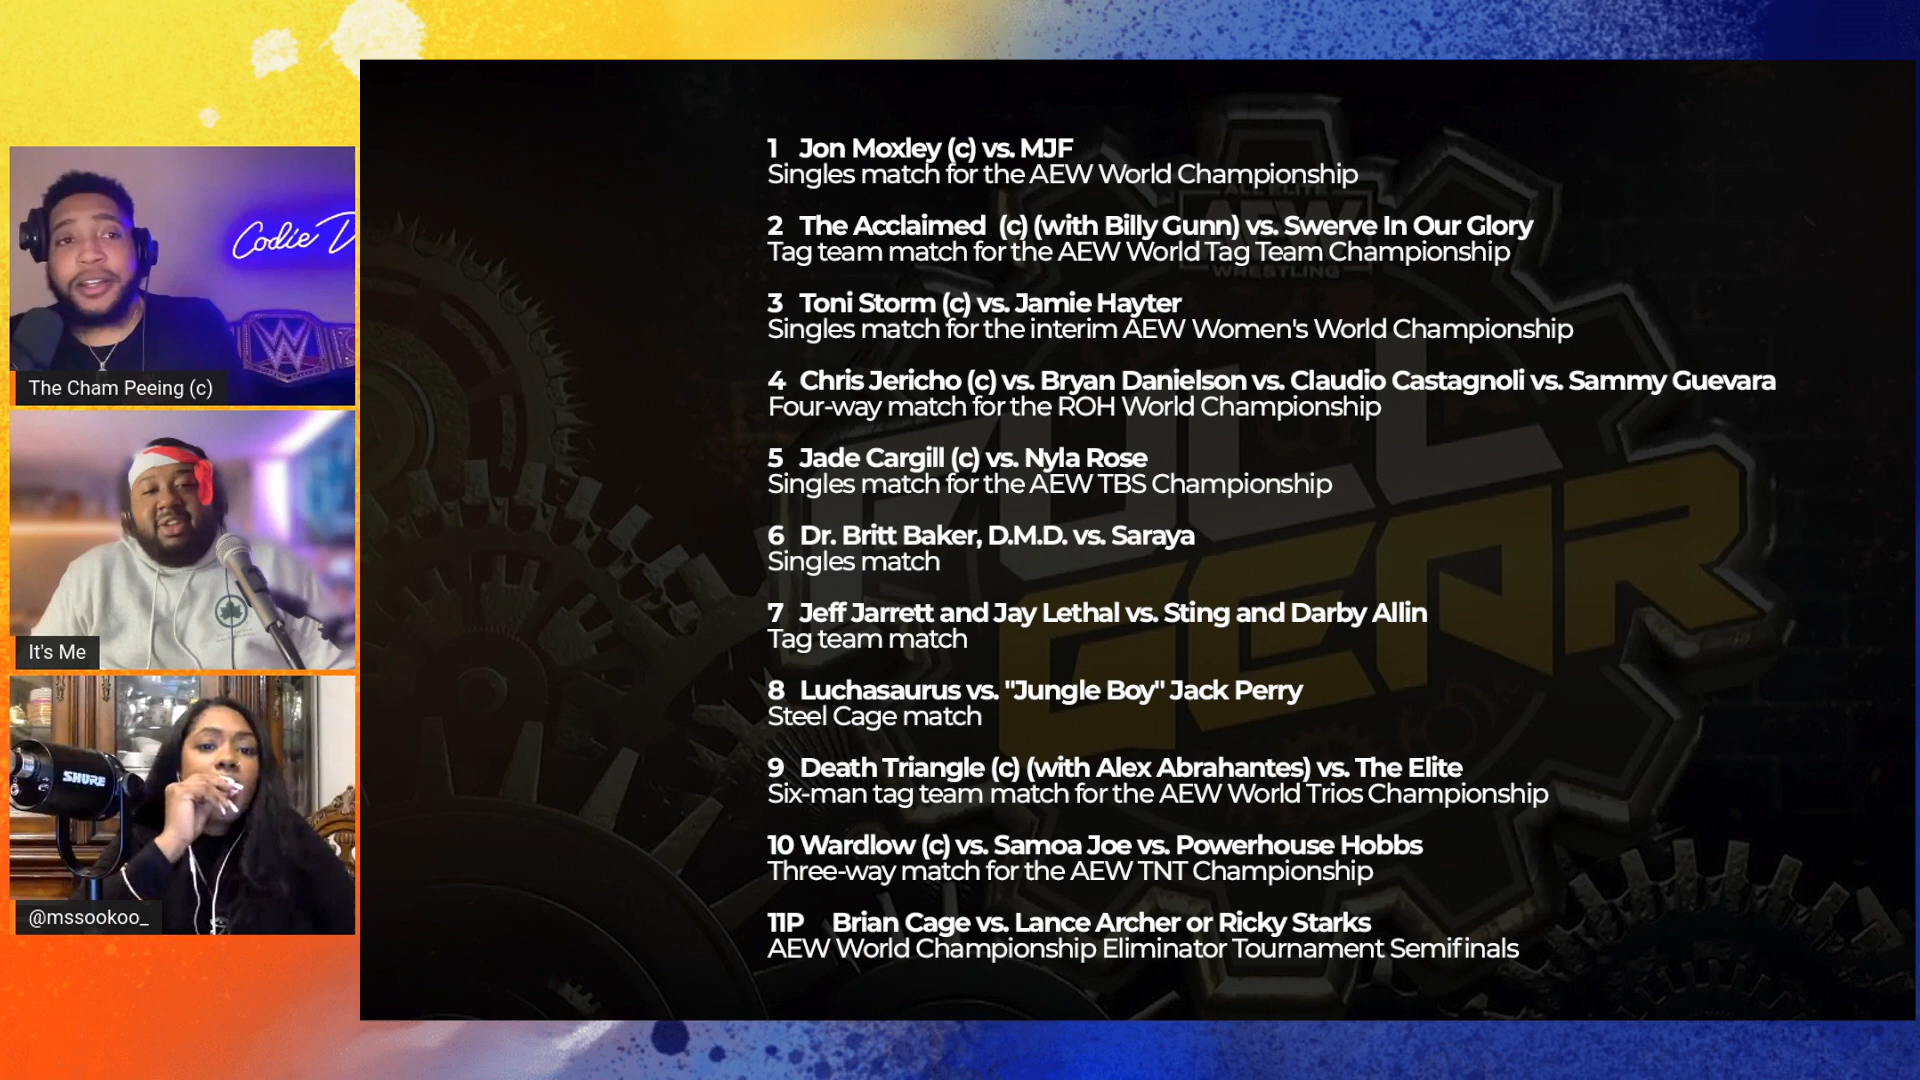 Codie D
The Cham Peeing (c)
It's Me
SHURE
@mssookoo_
1 Jon Moxley (c) vs. MJF
Singles match for the AEW World Championship
2 The Acclaimed (c) (with Billy Gunn) vs. Swerve In Our Glory
Tag team match for the AEW World Tag Team Championship
3 Toni Storm (c) vs. Jamie Hayter
Singles match for the interim AEW Women's World Championship
4 Chris Jericho (c) vs. Bryan Danielson vs. Claudio Castagnoli vs. Sammy Guevara
Four-way match for the ROH World Championship
5 Jade Cargill (c) vs. Nyla Rose
Singles match for the AEW TBS Championship
6 Dr. Britt Baker, D.M.D. vs. Saraya
Singles match
7 Jeff Jarrett and Jay Lethal vs. Sting and Darby Allin
Tag team match
8 Luchasaurus vs. "Jungle Boy" Jack Perry
Steel Cage match
9 Death Triangle (c) (with Alex Abrahantes) vs. The Elite
Six-man tag team match for the AEW World Trios Championship
10 Wardlow (c) vs. Samoa Joe vs. Powerhouse Hobbs
Three-way match for the AEW TNT Championship
11P Brian Cage vs. Lance Archer or Ricky Starks
AEW World Championship Eliminator Tournament Semifinals
ALL ELITE
AEW
WRESTLING
FULL
GEAR